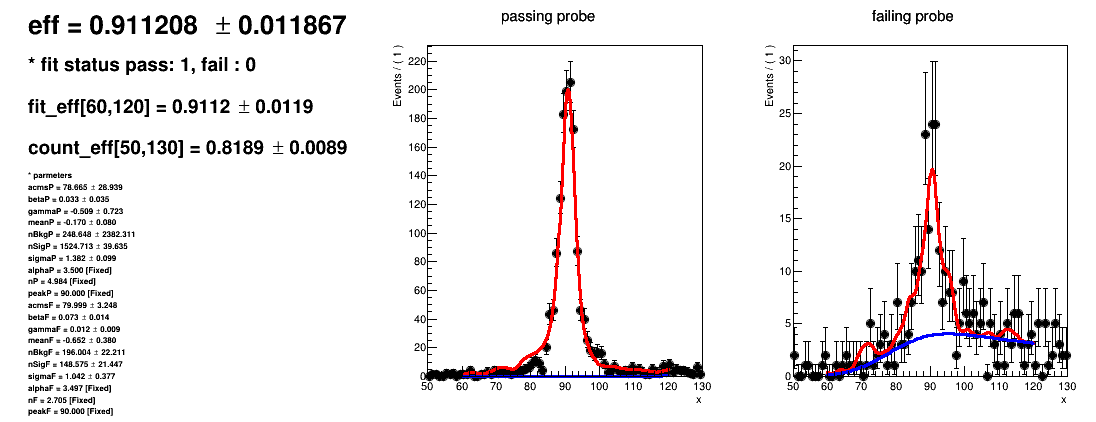 eff = 0.911208 ± 0.011867
* fit status pass: 1, fail : 0
fit_eff[60,120] = 0.9112 ± 0.0119
count_eff[50,130] = 0.8189 ± 0.0089
* parmeters
acmsP = 78.665 ± 28.939
betaP = 0.033 ± 0.035
gammaP = -0.509 ± 0.723
meanP = -0.170 ± 0.080
nBkgP = 248.648 ± 2382.311
nSigP = 1524.713 ± 39.635
sigmaP = 1.382 ± 0.099
alphaP = 3.500 [Fixed]
nP = 4.984 [Fixed]
peakP = 90.000 [Fixed]
acmsF = 79.999 ± 3.248
betaF = 0.073 ± 0.014
gammaF = 0.012 ± 0.009
meanF = -0.652 ± 0.380
nBkgF = 196.004 ± 22.211
nSigF = 148.575 ± 21.447
sigmaF = 1.042 ± 0.377
alphaF = 3.497 [Fixed]
nF = 2.705 [Fixed]
peakF = 90.000 [Fixed]
passing probe
Events / ( 1 )
220
200
180
160
140
120
100
80
60
40
20
0
50 60 70 80 90 100 110 120 130
x
failing probe
Events / ( 1 )
30
25
20
15
10
5
0
50 60 70 80 90 100 110 120 130
x